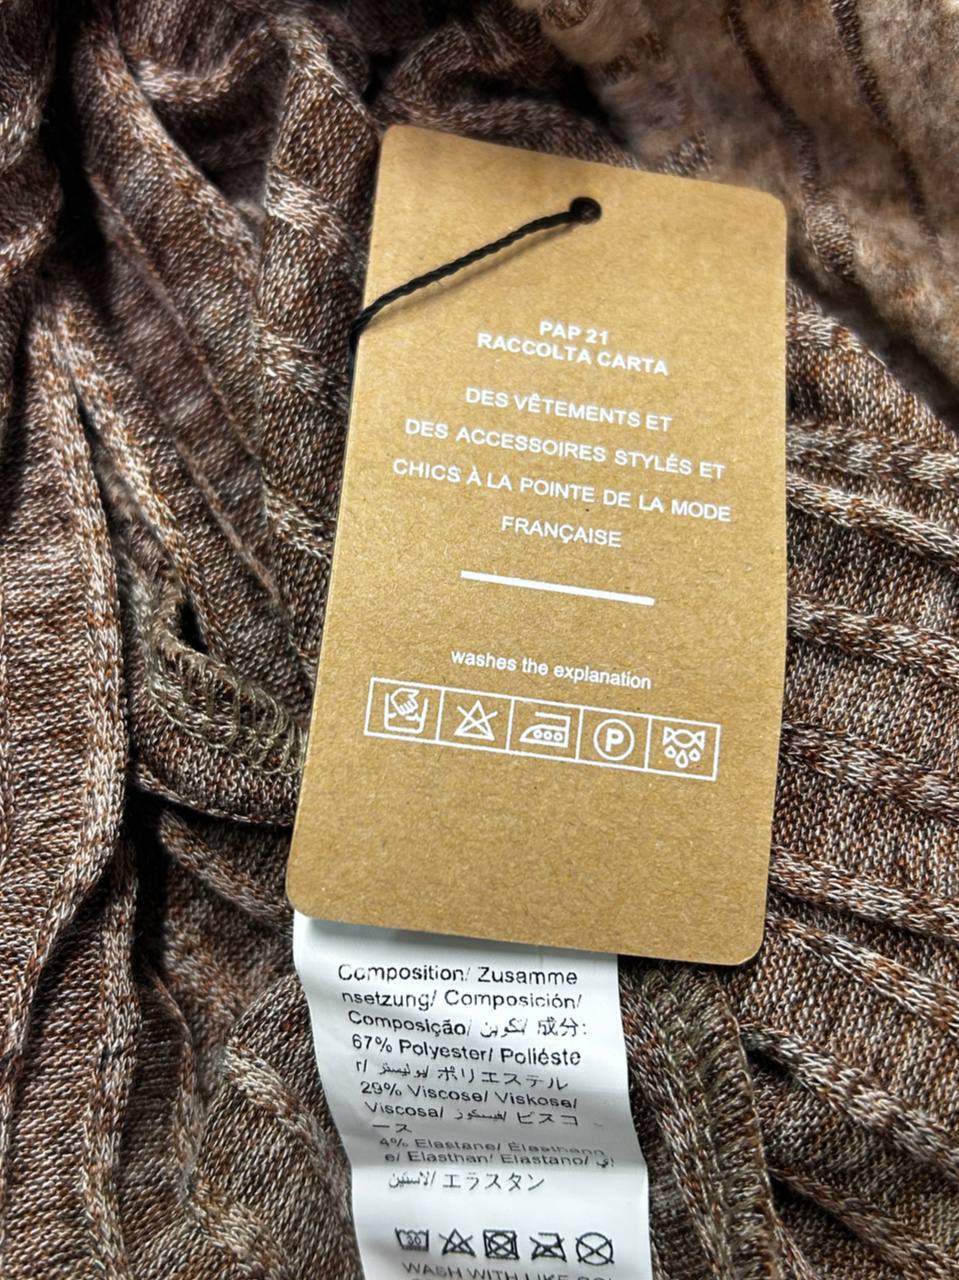 PAP 21
RACCOLTA CARTA
DES VÊTEMENTS ET
DES ACCESSOIRES STYLÉS ET
CHICS À LA POINTE DE LA MODE
FRANÇAISE
washes the explanation
P
Composition/ Zusamme
nsetzung/ Composición/
Composição/ تكوين/ 成分:
67% Polyester/ Poliéste
r/ بوليستر/ ポリエステル
29% Viscose/ Viskose/
Viscosa/ فيسكوز/ ビスコ
ース
4% Elastane/ Élasthann
e/ Elasthan/ Elastano/
الاستين/ エラスタン
WASH WITH LIKE